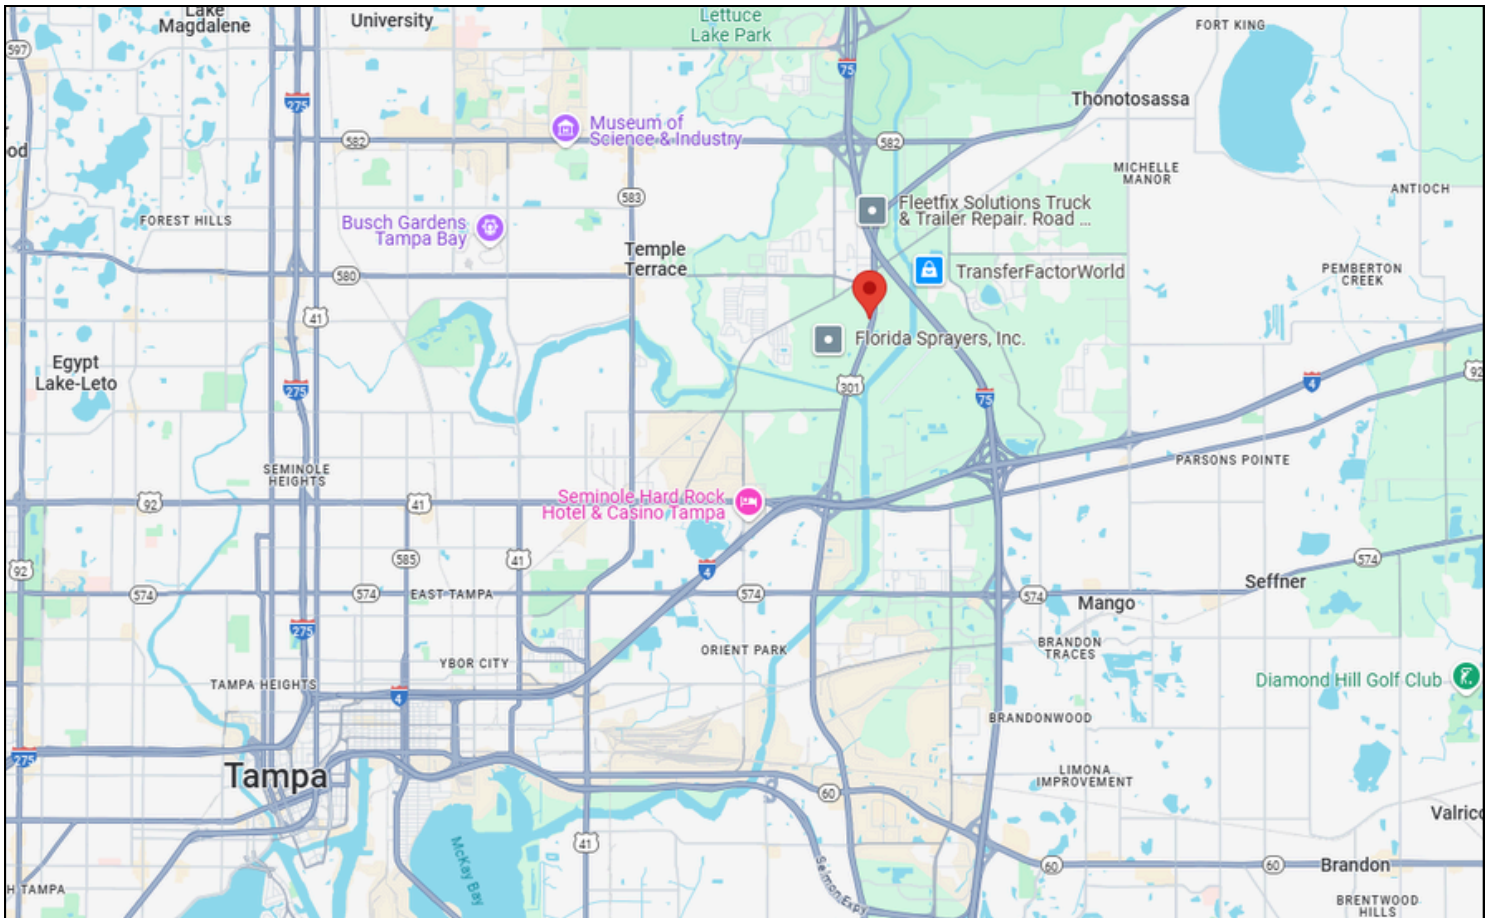 Lake
Magdalene
University
Lettuce
Lake Park
FORT KING
597
75
275
Thonotosassa
Museum of
Science & Industry
582
582
od
MICHELLE
MANOR
ANTIOCH
583
FOREST HILLS
Busch Gardens
Tampa Bay
Fleetfix Solutions Truck
& Trailer Repair. Road ...
Temple
Terrace
580
TransferFactorWorld
PEMBERTON
CREEK
41
Florida Sprayers, Inc.
Egypt
Lake-Leto
275
301
75
4
92
SEMINOLE
HEIGHTS
PARSONS POINTE
92
41
Seminole Hard Rock
Hotel & Casino Tampa
585
41
92
4
574
574
574
EAST TAMPA
574
574
Seffner
Mango
275
ORIENT PARK
BRANDON
TRACES
YBOR CITY
TAMPA HEIGHTS
4
Diamond Hill Golf Club
BRANDONWOOD
275
Tampa
LIMONA
IMPROVEMENT
60
Valrico
41
McKay Bay
Selmon Expy
60
60
Brandon
H TAMPA
BRENTWOOD
HILLS